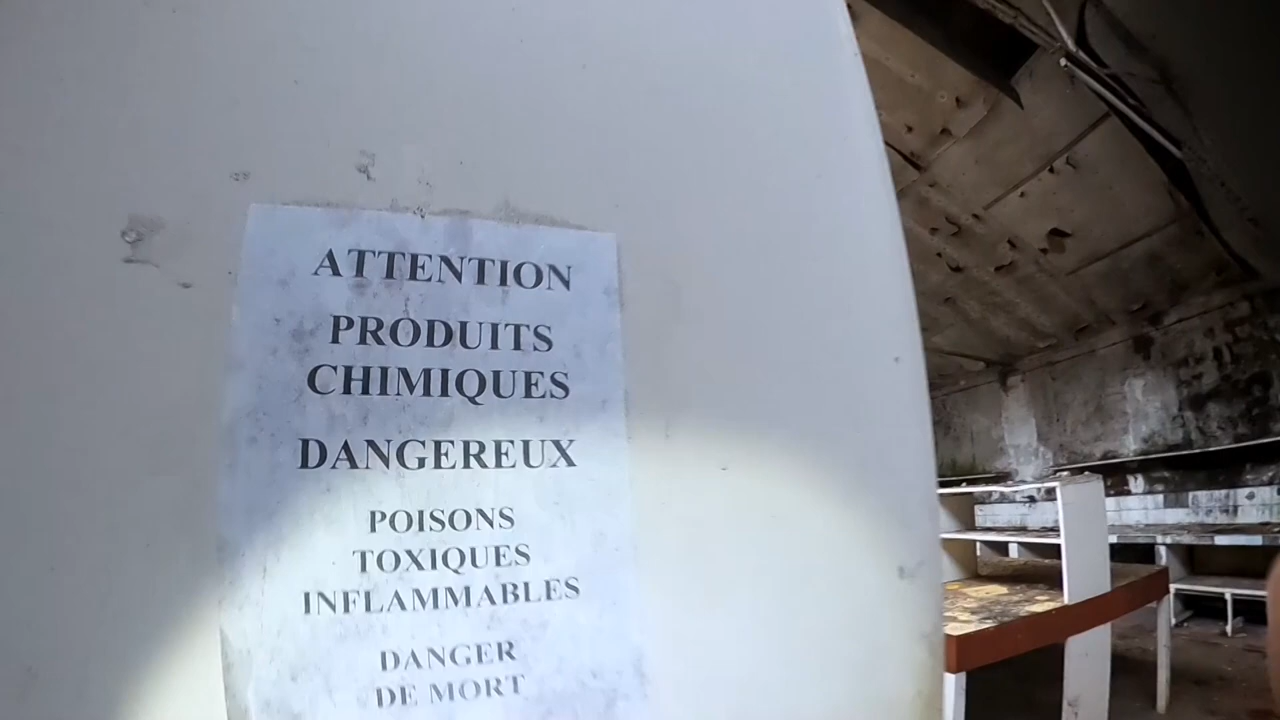 ATTENTION
PRODUITS
CHIMIQUES
DANGEREUX
POISONS
TOXIQUES
INFLAMMABLES
DANGER
DE MORT